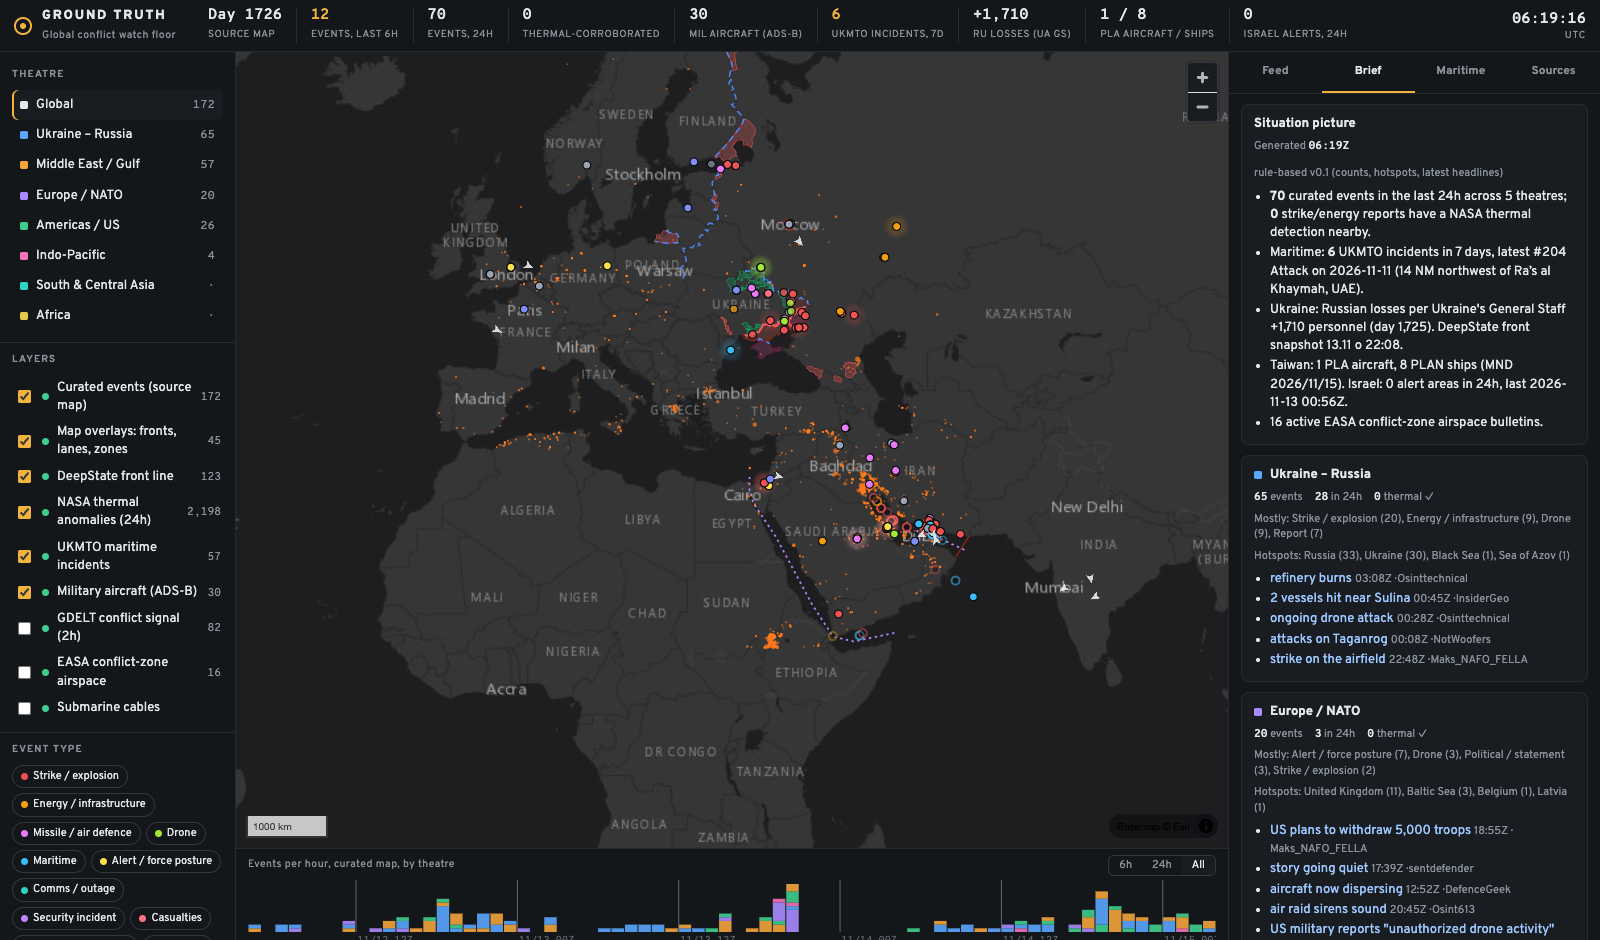 GROUND TRUTH
Global conflict watch floor
Day 1726
SOURCE MAP
12
EVENTS, LAST 6H
70
EVENTS, 24H
0
THERMAL-CORROBORATED
30
MIL AIRCRAFT (ADS-B)
6
UKMTO INCIDENTS, 7D
+1,710
RU LOSSES (UA GS)
1 / 8
PLA AIRCRAFT / SHIPS
0
ISRAEL ALERTS, 24H
06:19:16
UTC
THEATRE
Global 172
Ukraine – Russia 65
Middle East / Gulf 57
Europe / NATO 20
Americas / US 26
Indo-Pacific 4
South & Central Asia ·
Africa ·
LAYERS
Curated events (source map) 172
Map overlays: fronts, lanes, zones 45
DeepState front line 123
NASA thermal anomalies (24h) 2,198
UKMTO maritime incidents 57
Military aircraft (ADS-B) 30
GDELT conflict signal (2h) 82
EASA conflict-zone airspace 16
Submarine cables
EVENT TYPE
Strike / explosion
Energy / infrastructure
Missile / air defence
Drone
Maritime
Alert / force posture
Comms / outage
Security incident
Casualties
+
−
SWEDEN
FINLAND
NORWAY
Stockholm
UNITED
KINGDOM
Moscow
London
GERMANY
POLAND
Warsaw
Paris
FRANCE
UKRAINE
KAZAKHSTAN
Milan
ITALY
Madrid
Istanbul
GREECE
TURKEY
Baghdad
IRAN
Cairo
ALGERIA
LIBYA
EGYPT
SAUDI ARABIA
New Delhi
INDIA
MYAN
(BUR
Mumbai
MALI
NIGER
CHAD
SUDAN
NIGERIA
ETHIOPIA
Accra
DR CONGO
TANZANIA
ANGOLA
ZAMBIA
1000 km
Basemap © Esri
Events per hour, curated map, by theatre
6h
24h
All
11/12 12Z
11/13 00Z
11/13 12Z
11/14 00Z
11/14 12Z
11/15 00Z
Feed
Brief
Maritime
Sources
Situation picture
Generated 06:19Z
rule-based v0.1 (counts, hotspots, latest headlines)
• 70 curated events in the last 24h across 5 theatres;
0 strike/energy reports have a NASA thermal
detection nearby.
• Maritime: 6 UKMTO incidents in 7 days, latest #204
Attack on 2026-11-11 (14 NM northwest of Ra's al
Khaymah, UAE).
• Ukraine: Russian losses per Ukraine's General Staff
+1,710 personnel (day 1,725). DeepState front
snapshot 13.11 о 22:08.
• Taiwan: 1 PLA aircraft, 8 PLAN ships (MND
2026/11/15). Israel: 0 alert areas in 24h, last 2026-
11-13 00:56Z.
• 16 active EASA conflict-zone airspace bulletins.
Ukraine – Russia
65 events 28 in 24h 0 thermal ✓
Mostly: Strike / explosion (20), Energy / infrastructure (9), Drone
(9), Report (7)
Hotspots: Russia (33), Ukraine (30), Black Sea (1), Sea of Azov (1)
• refinery burns 03:08Z ·Osinttechnical
• 2 vessels hit near Sulina 00:45Z ·InsiderGeo
• ongoing drone attack 00:28Z ·Osinttechnical
• attacks on Taganrog 00:08Z ·NotWoofers
• strike on the airfield 22:48Z ·Maks_NAFO_FELLA
Europe / NATO
20 events 3 in 24h 0 thermal ✓
Mostly: Alert / force posture (7), Drone (3), Political / statement
(3), Strike / explosion (2)
Hotspots: United Kingdom (11), Baltic Sea (3), Belgium (1), Latvia
(1)
• US plans to withdraw 5,000 troops 18:55Z ·
Maks_NAFO_FELLA
• story going quiet 17:39Z ·sentdefender
• aircraft now dispersing 12:52Z ·DefenceGeek
• air raid sirens sound 20:45Z ·Osint613
• US military reports "unauthorized drone activity"